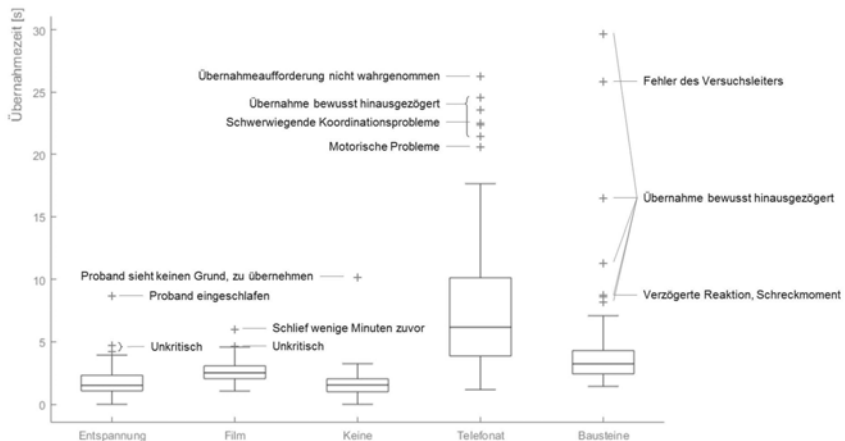 Übernahmezeit [s]
30
25
20
15
10
5
0
Übernahmeaufforderung nicht wahrgenommen
Übernahme bewusst hinausgezögert
Schwerwiegende Koordinationsprobleme
Motorische Probleme
Fehler des Versuchsleiters
Übernahme bewusst hinausgezögert
Verzögerte Reaktion, Schreckmoment
Proband sieht keinen Grund, zu übernehmen
Proband eingeschlafen
Unkritisch
Schlief wenige Minuten zuvor
Unkritisch
Entspannung
Film
Keine
Telefonat
Bausteine